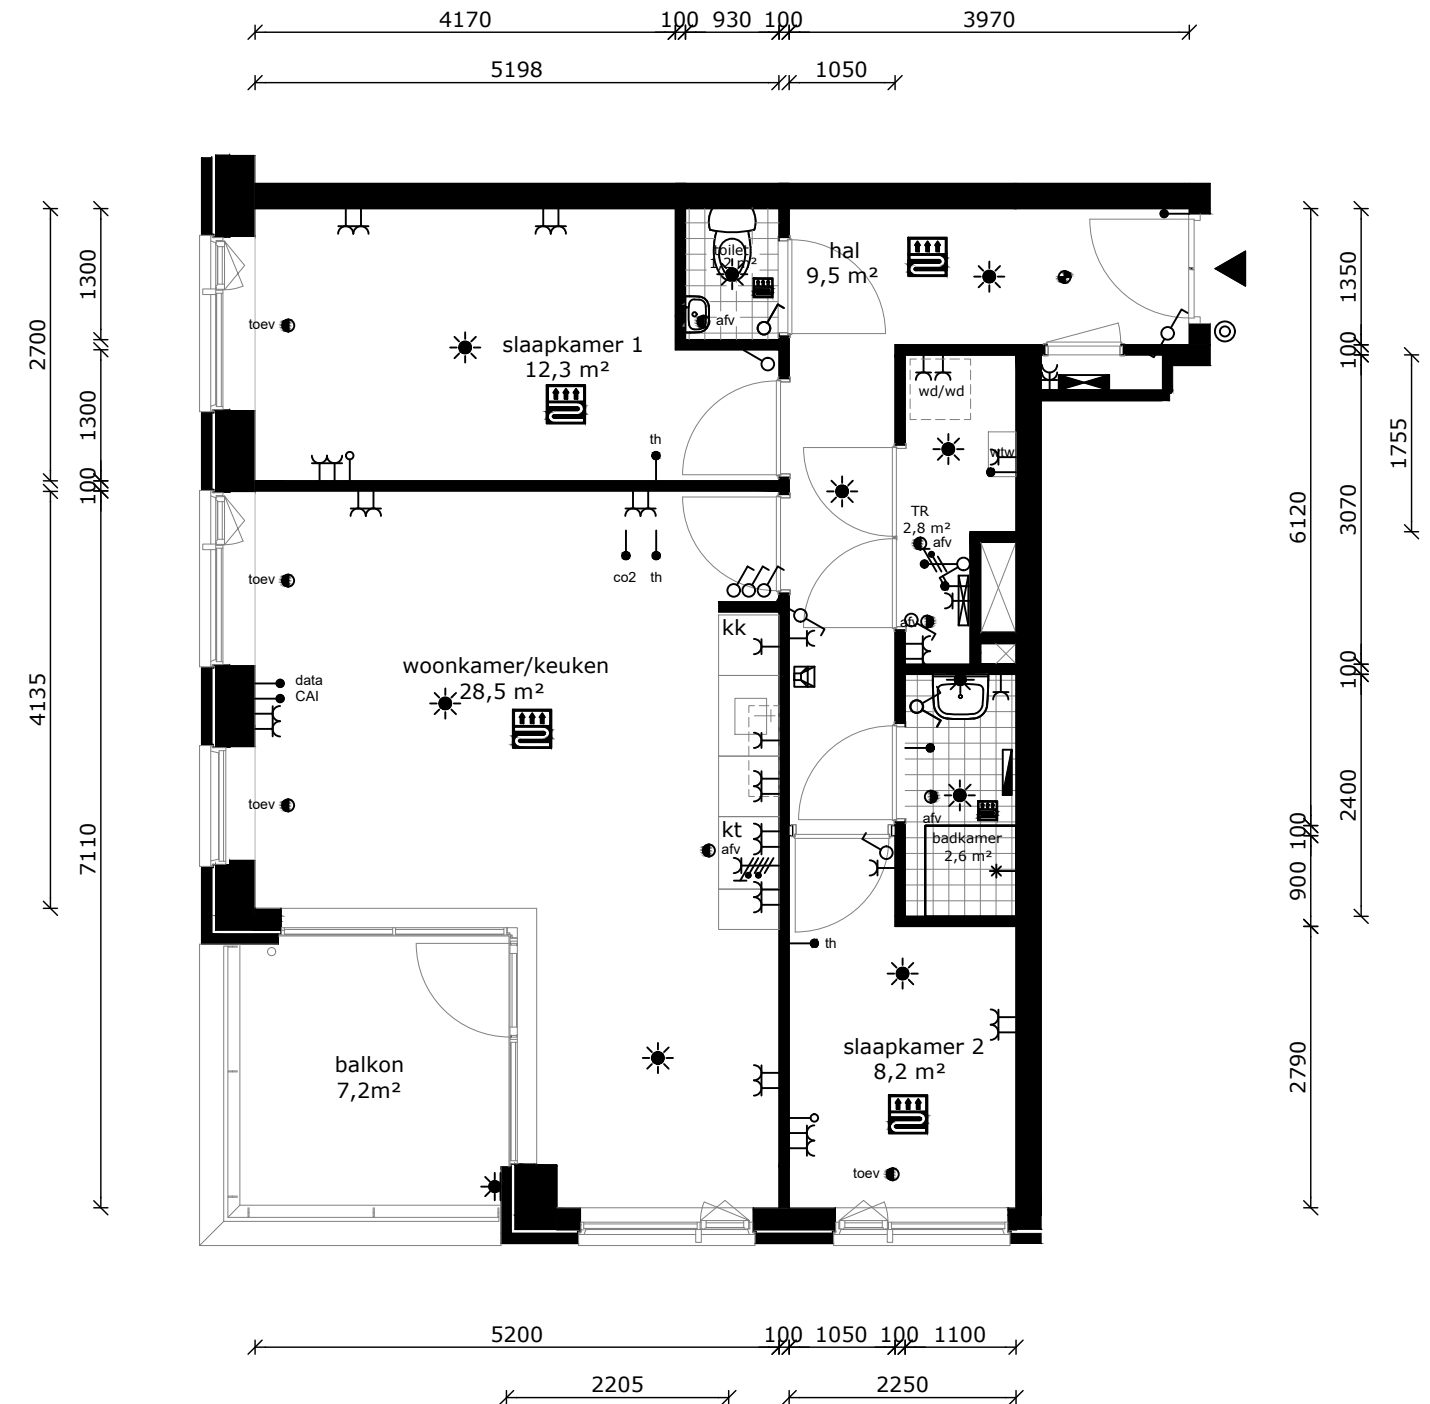 4170
100
930
100
3970
5198
1050
1300
2700
1300
100
4135
7110
1350
100
1755
6120
3070
100
2400
100
900
2790
toilet
1,2 m²
afv
hal
9,5 m²
toev
slaapkamer 1
12,3 m²
th
wd/wd
wtw
TR
2,8 m²
afv
afv
co2
th
toev
kk
woonkamer/keuken
28,5 m²
data
CAI
toev
kt
afv
afv
badkamer
2,6 m²
th
balkon
7,2m²
slaapkamer 2
8,2 m²
toev
5200
100
1050
100
1100
2205
2250